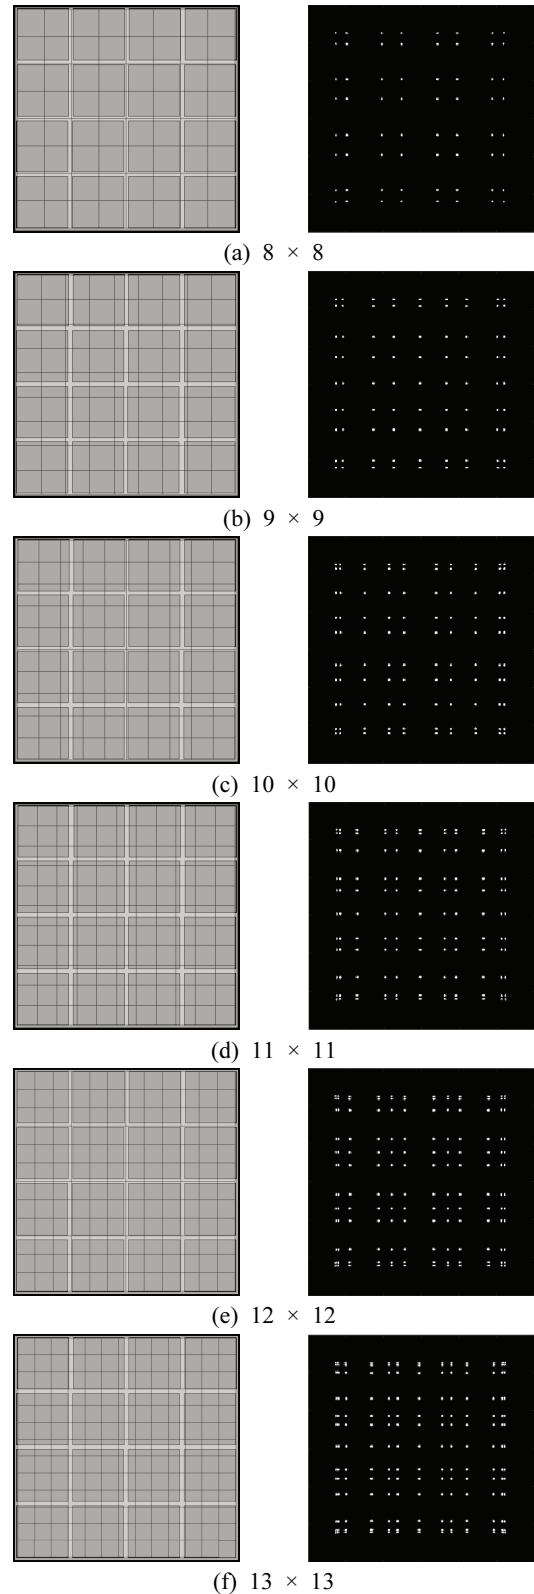 (a) 8 × 8
(b) 9 × 9
(c) 10 × 10
(d) 11 × 11
(e) 12 × 12
(f) 13 × 13